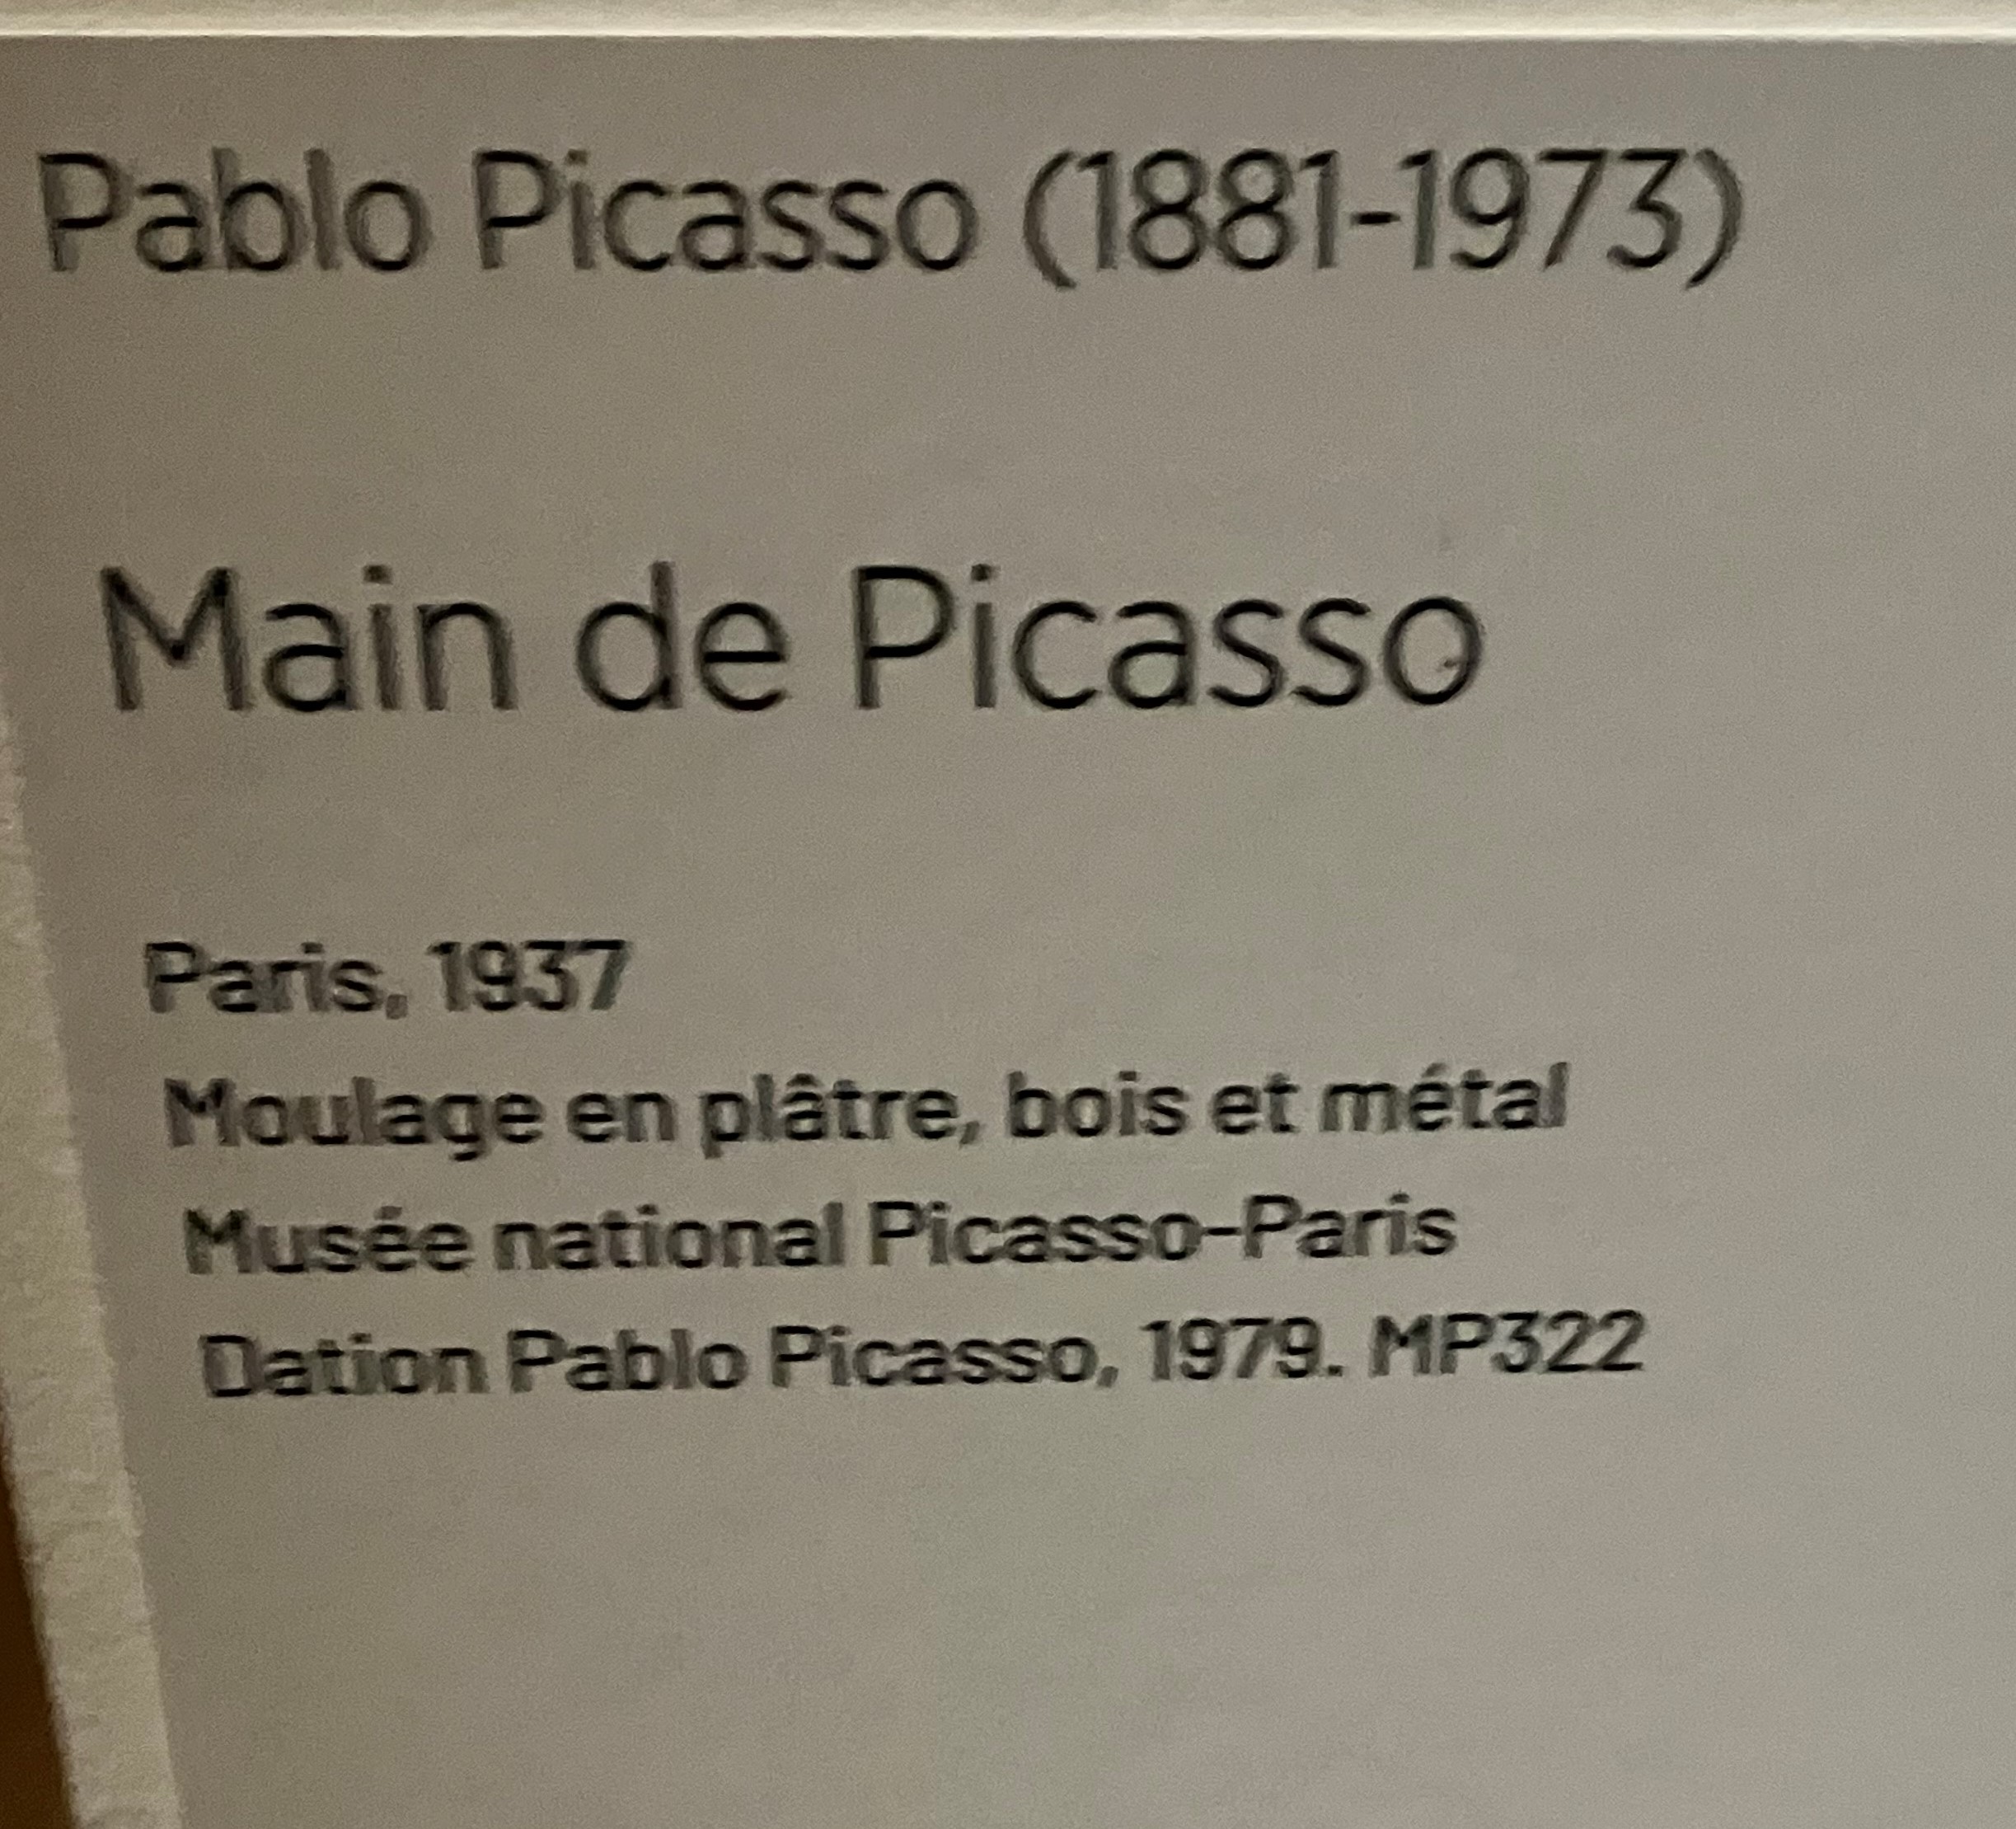 Pablo Picasso (1881-1973)
Main de Picasso
Paris, 1937
Moulage en plâtre, bois et métal
Musée national Picasso-Paris
Dation Pablo Picasso, 1979. MP322